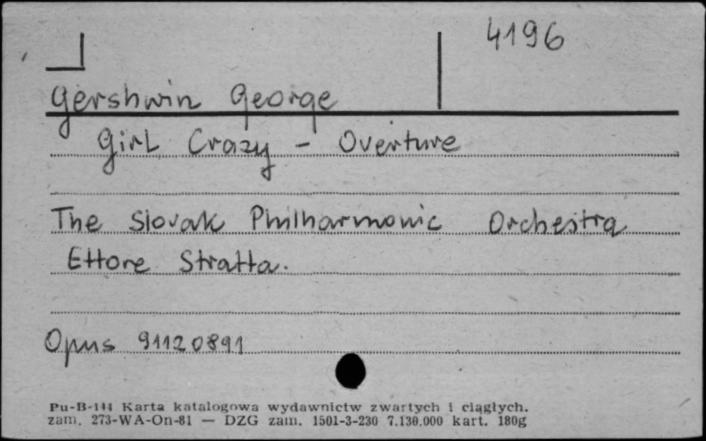 4196
Gershwin George
Girl Crazy - Overture
The Slovak Philharmonic Orchestra
Ettore Stratta.
Opus 91120891
Pu-B-144 Karta katalogowa wydawnictw zwartych i ciągłych.
zam. 273-WA-On-81 — DZG zam. 1501-3-230 7.130.000 kart. 180g